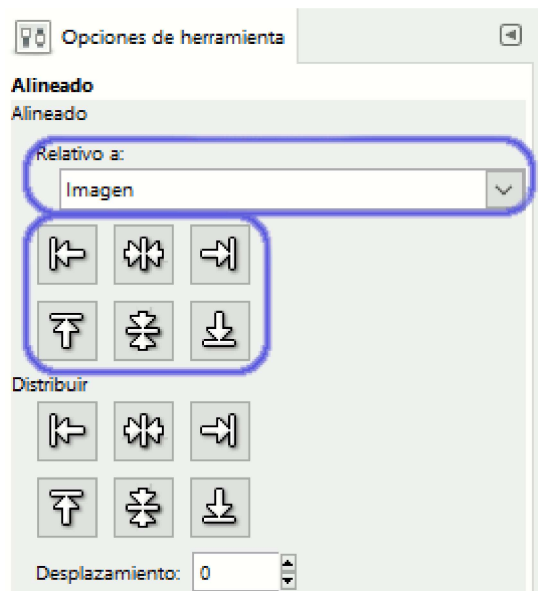 Opciones de herramienta
Alineado
Alineado
Relativo a:
Imagen
Distribuir
Desplazamiento: 0